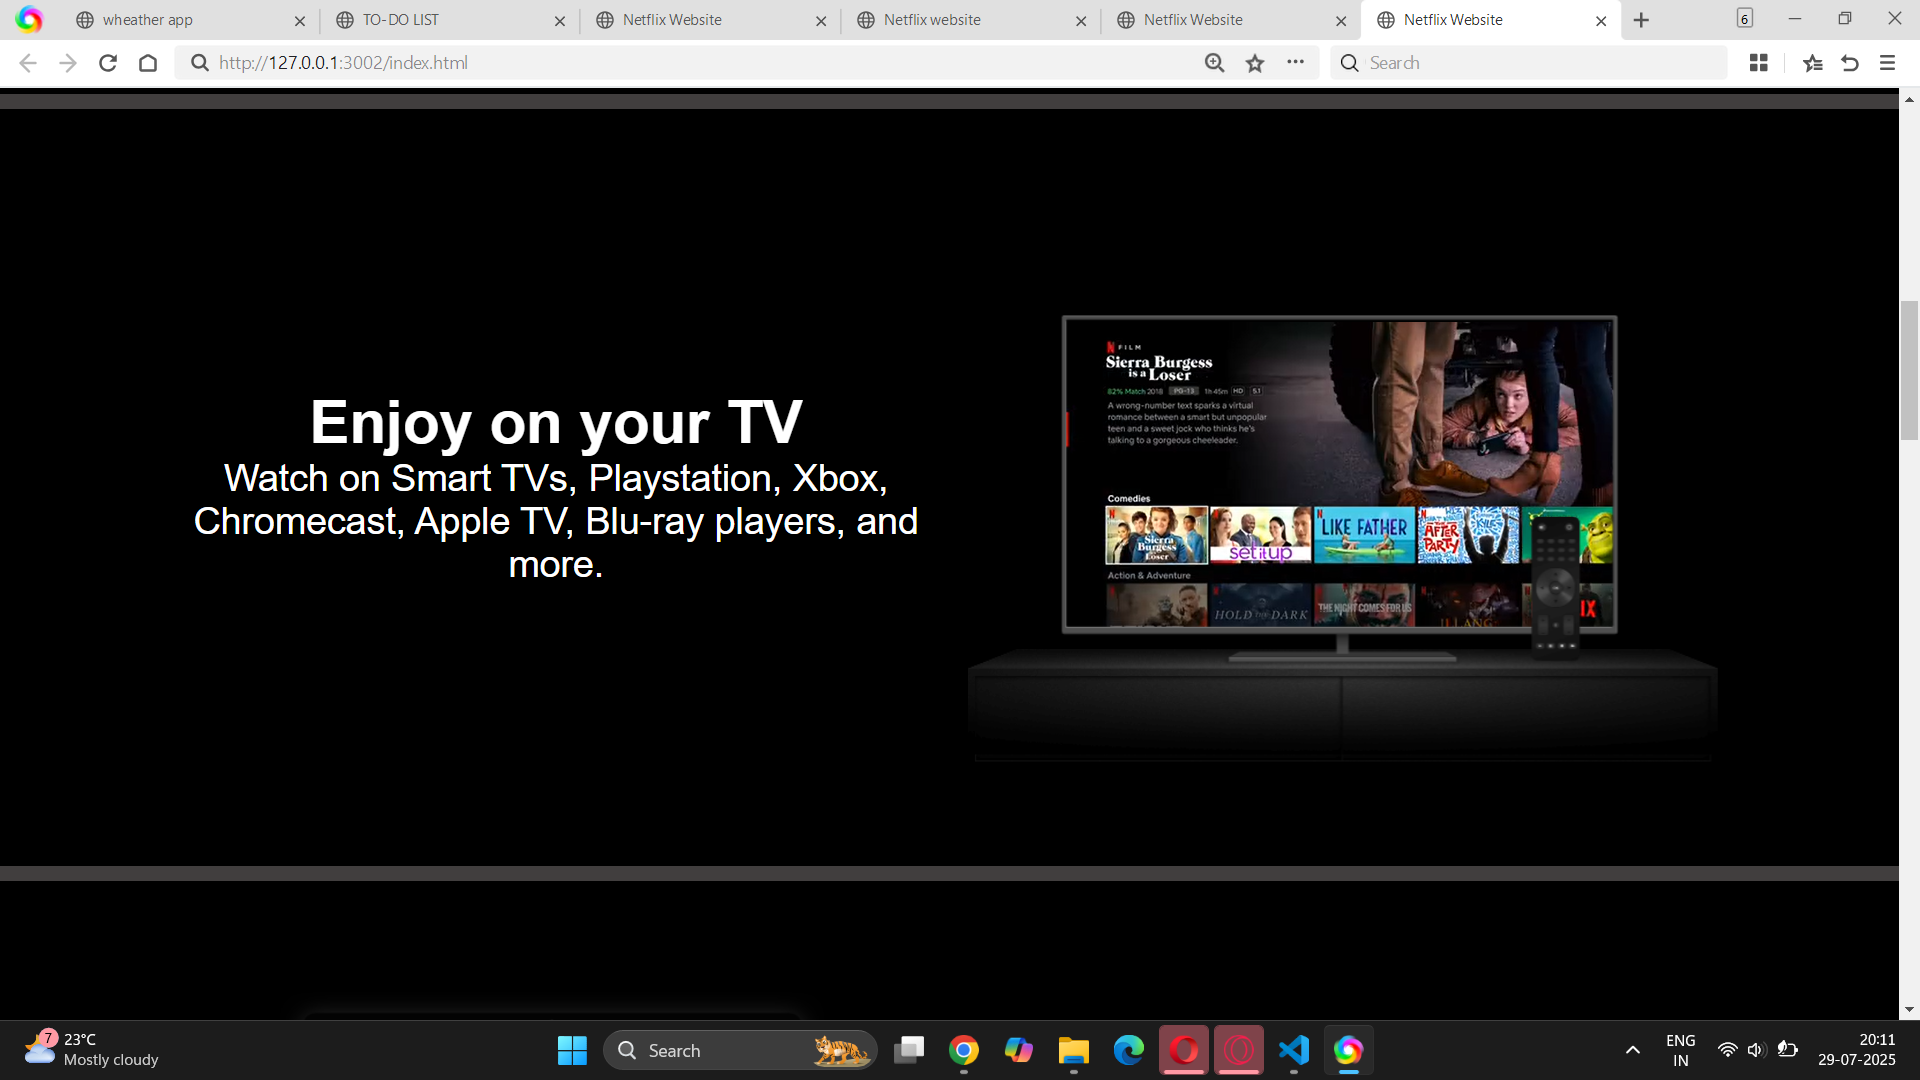 wheather app
TO-DO LIST
Netflix Website
Netflix website
Netflix Website
Netflix Website
6
http://127.0.0.1:3002/index.html
Search
Enjoy on your TV
Watch on Smart TVs, Playstation, Xbox,
Chromecast, Apple TV, Blu-ray players, and
more.
N FILM
Sierra Burgess
is a Loser
82% Match 2018 PG-13 1h 45m HD 5.1
A wrong-number text sparks a virtual
romance between a smart but unpopular
teen and a sweet jock who thinks he's
talking to a gorgeous cheerleader.
Comedies
Sierra Burgess is a Loser
set it up
LIKE FATHER
AFTER PARTY
Action & Adventure
HOLD THE DARK
THE NIGHT COMES FOR US
7
23°C
Mostly cloudy
Search
ENG
IN
20:11
29-07-2025